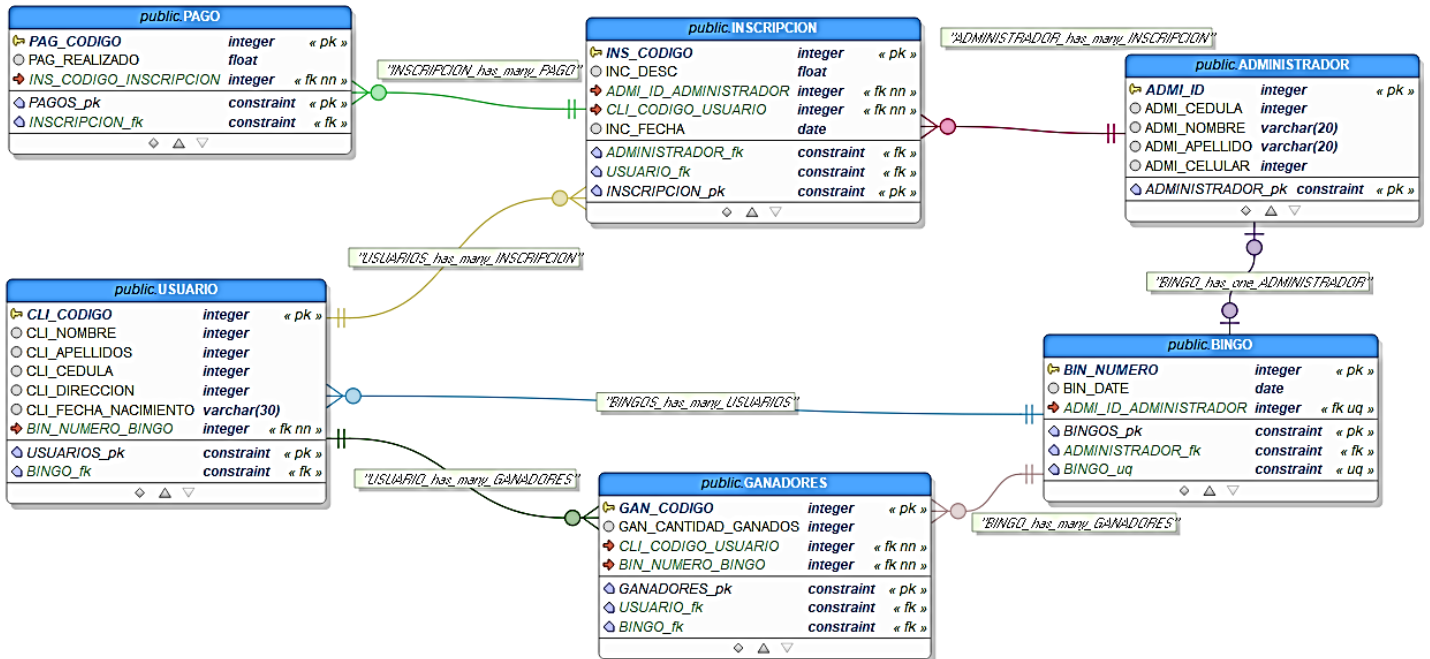 public.PAGO
PAG_CODIGO integer « pk »
PAG_REALIZADO float
INS_CODIGO_INSCRIPCION integer « fk nn »
PAGOS_pk constraint « pk »
INSCRIPCION_fk constraint « fk »
"INSCRIPCION_has_many_PAGO"
public.INSCRIPCION
INS_CODIGO integer « pk »
INC_DESC float
ADMI_ID_ADMINISTRADOR integer « fk nn »
CLI_CODIGO_USUARIO integer « fk nn »
INC_FECHA date
ADMINISTRADOR_fk constraint « fk »
USUARIO_fk constraint « fk »
INSCRIPCION_pk constraint « pk »
"ADMINISTRADOR_has_many_INSCRIPCION"
public.ADMINISTRADOR
ADMI_ID integer « pk »
ADMI_CEDULA integer
ADMI_NOMBRE varchar(20)
ADMI_APELLIDO varchar(20)
ADMI_CELULAR integer
ADMINISTRADOR_pk constraint « pk »
"USUARIOS_has_many_INSCRIPCION"
"BINGO_has_one_ADMINISTRADOR"
public.USUARIO
CLI_CODIGO integer « pk »
CLI_NOMBRE integer
CLI_APELLIDOS integer
CLI_CEDULA integer
CLI_DIRECCION integer
CLI_FECHA_NACIMIENTO varchar(30)
BIN_NUMERO_BINGO integer « fk nn »
USUARIOS_pk constraint « pk »
BINGO_fk constraint « fk »
"BINGOS_has_many_USUARIOS"
public.BINGO
BIN_NUMERO integer « pk »
BIN_DATE date
ADMI_ID_ADMINISTRADOR integer « fk uq »
BINGOS_pk constraint « pk »
ADMINISTRADOR_fk constraint « fk »
BINGO_uq constraint « uq »
"USUARIO_has_many_GANADORES"
public.GANADORES
GAN_CODIGO integer « pk »
GAN_CANTIDAD_GANADOS integer
CLI_CODIGO_USUARIO integer « fk nn »
BIN_NUMERO_BINGO integer « fk nn »
GANADORES_pk constraint « pk »
USUARIO_fk constraint « fk »
BINGO_fk constraint « fk »
"BINGO_has_many_GANADORES"